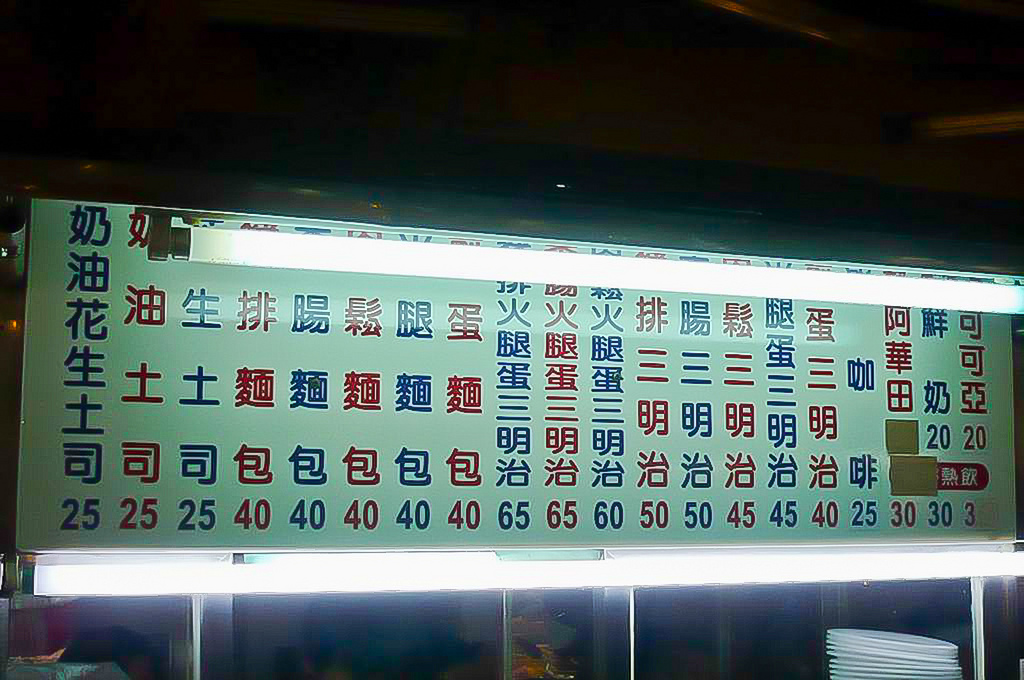 奶油花生土司 25
奶油土司 25
生土司 25
排麵包 40
腸麵包 40
鬆麵包 40
腿麵包 40
蛋麵包 40
排火腿蛋三明治 65
腸火腿蛋三明治 65
鬆火腿蛋三明治 60
排三明治 50
腸三明治 50
鬆三明治 45
腿蛋三明治 45
蛋三明治 40
咖啡 25
阿華田 30
鮮奶 20 30
可可亞 20
熱飲